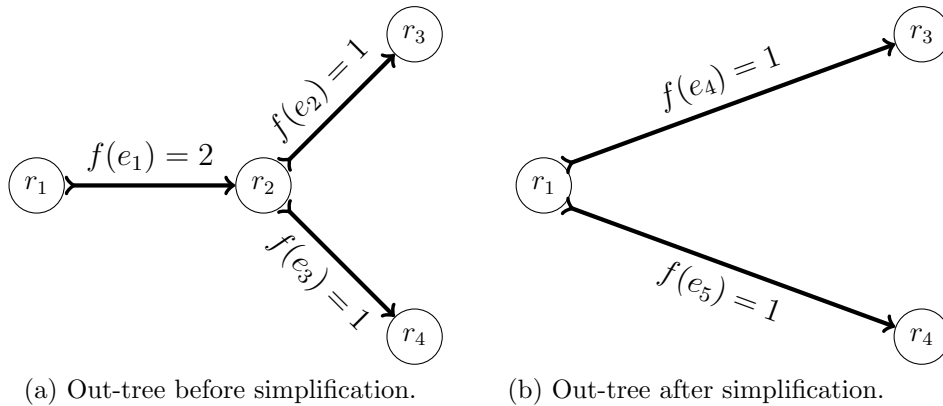 r₃
r₃
f(e₂) = 1
f(e₄) = 1
f(e₁) = 2
r₁
r₂
r₁
f(e₃) = 1
f(e₅) = 1
r₄
r₄
(a) Out-tree before simplification.
(b) Out-tree after simplification.